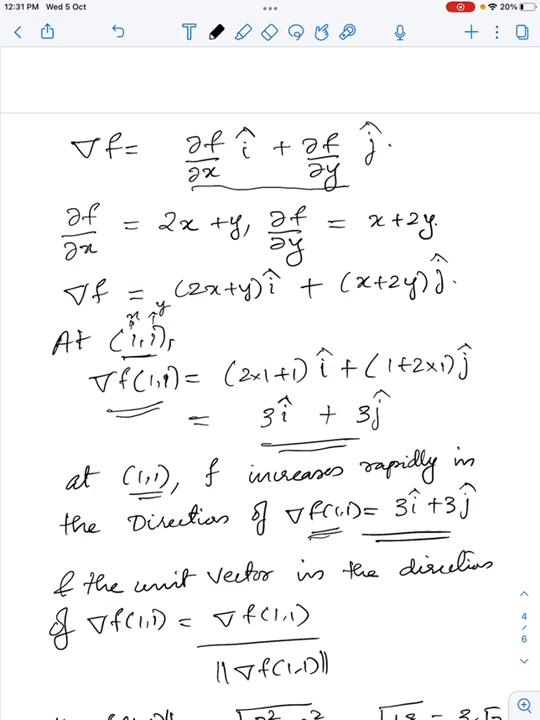 12:31 PM Wed 5 Oct
20%
∇f = ∂f/∂x î + ∂f/∂y ĵ.
∂f/∂x = 2x + y, ∂f/∂y = x + 2y.
∇f = (2x+y) î + (x+2y) ĵ.
x y
At (1,1),
∇f(1,1) = (2×1+1) î + (1+2×1) ĵ
= 3î + 3ĵ
at (1,1), f increases rapidly in
the Direction of ∇f(1,1) = 3î + 3ĵ
& the unit vector in the direction
of ∇f(1,1) = ∇f(1,1) / ||∇f(1,1)||
4
/
6